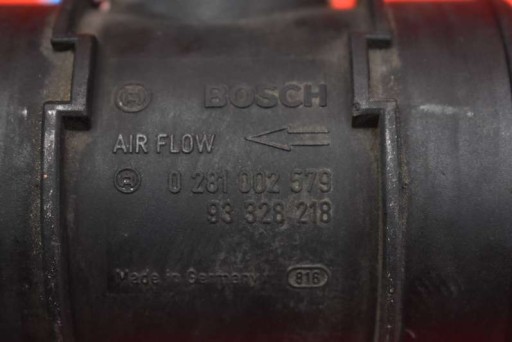 BOSCH
AIR FLOW
0 281 002 579
93 328 218
Made in Germany 816